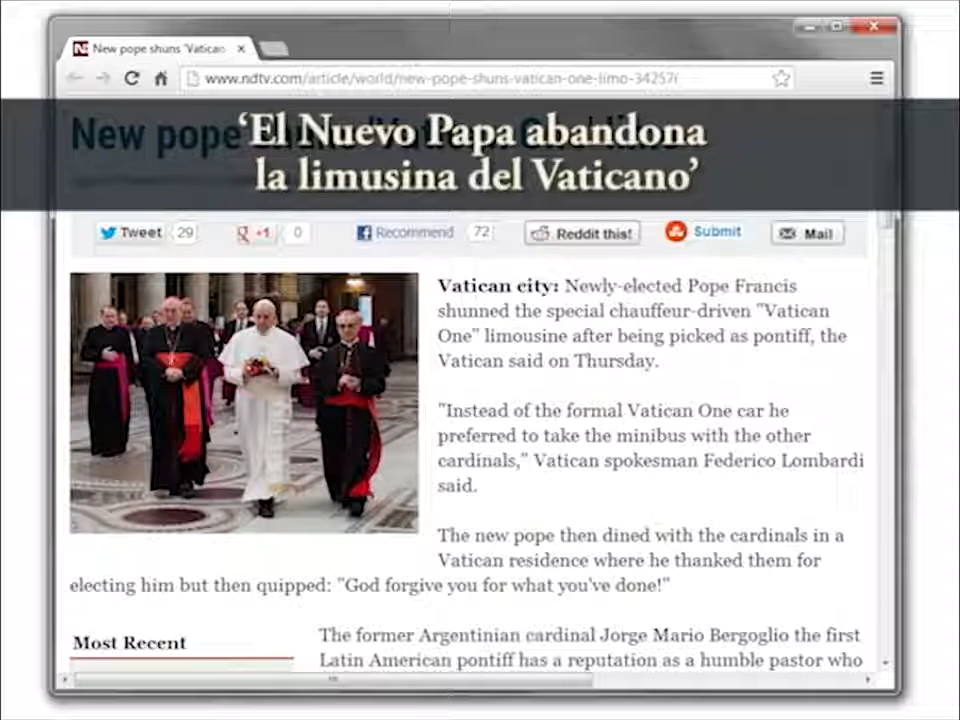 New pope shuns 'Vatican
www.ndtv.com/article/world/new-pope-shuns-vatican-one-limo-34257
New pope
'El Nuevo Papa abandona
la limusina del Vaticano'
Tweet 29 +1 0 Recommend 72 Reddit this! Submit Mail
Vatican city: Newly-elected Pope Francis
shunned the special chauffeur-driven "Vatican
One" limousine after being picked as pontiff, the
Vatican said on Thursday.
"Instead of the formal Vatican One car he
preferred to take the minibus with the other
cardinals," Vatican spokesman Federico Lombardi
said.
The new pope then dined with the cardinals in a
Vatican residence where he thanked them for
electing him but then quipped: "God forgive you for what you've done!"
Most Recent
The former Argentinian cardinal Jorge Mario Bergoglio the first
Latin American pontiff has a reputation as a humble pastor who